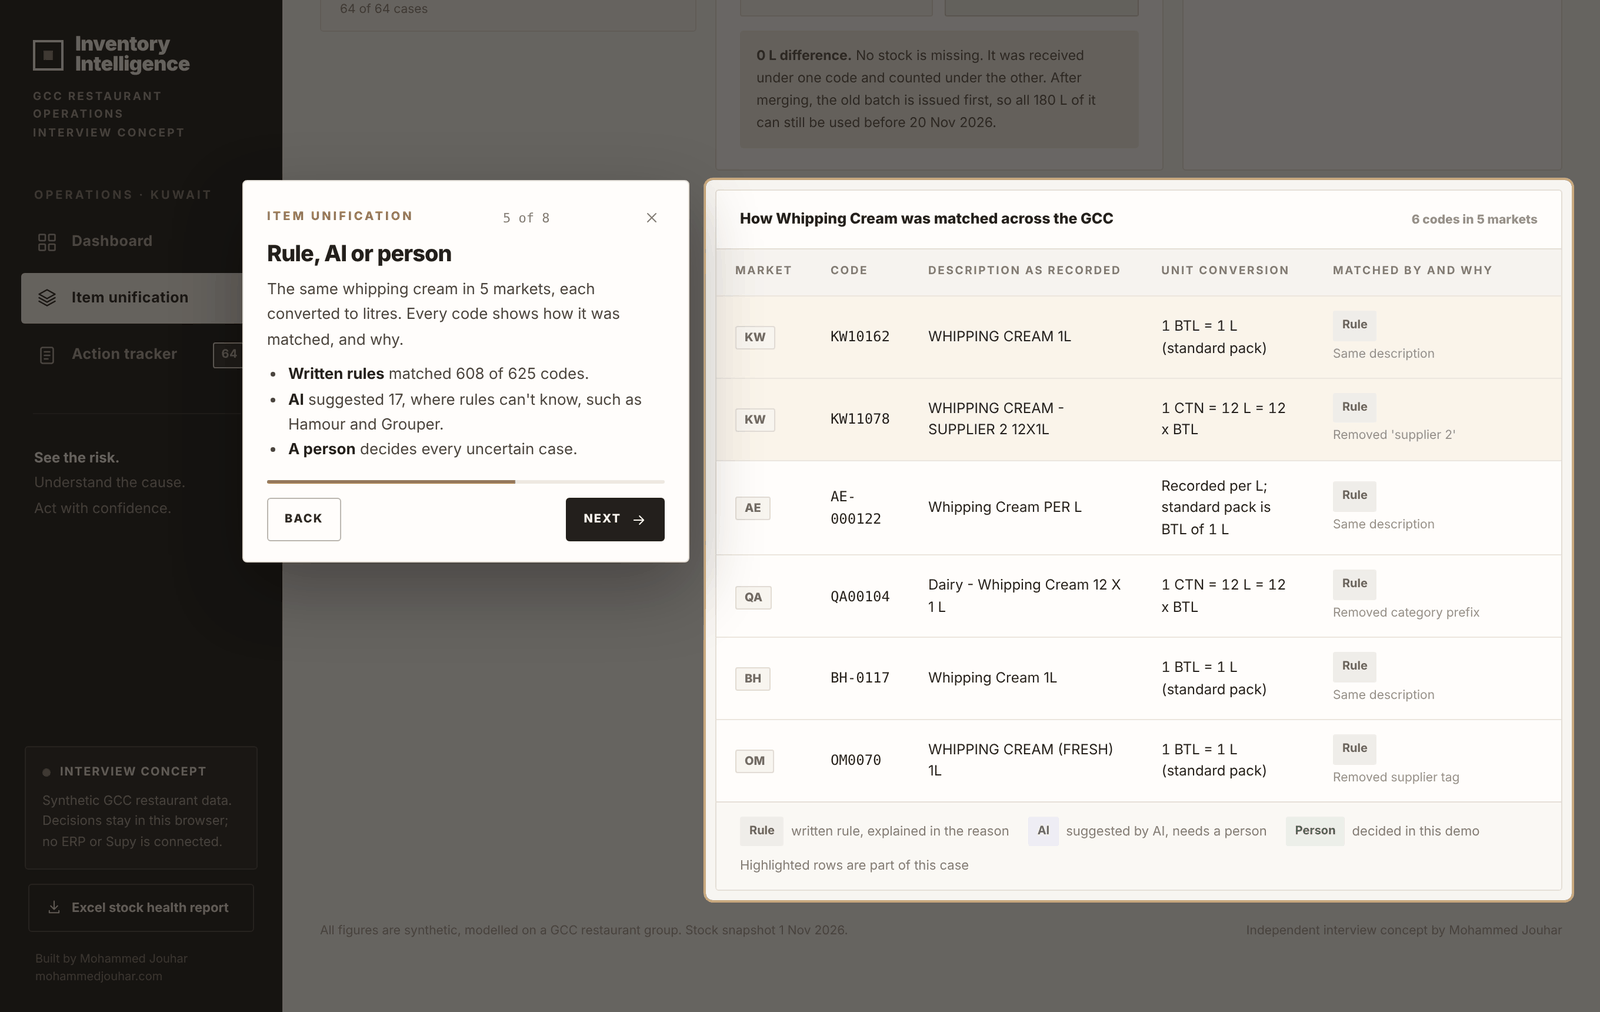 Inventory
Intelligence
GCC RESTAURANT
OPERATIONS
INTERVIEW CONCEPT
OPERATIONS · KUWAIT
Dashboard
Item unification
Action tracker
64
See the risk.
Understand the cause.
Act with confidence.
INTERVIEW CONCEPT
Synthetic GCC restaurant data.
Decisions stay in this browser;
no ERP or Supy is connected.
Excel stock health report
Built by Mohammed Jouhar
mohammedjouhar.com
64 of 64 cases
0 L difference. No stock is missing. It was received
under one code and counted under the other. After
merging, the old batch is issued first, so all 180 L of it
can still be used before 20 Nov 2026.
ITEM UNIFICATION
5 of 8
Rule, AI or person
The same whipping cream in 5 markets, each
converted to litres. Every code shows how it was
matched, and why.
• Written rules matched 608 of 625 codes.
• AI suggested 17, where rules can't know, such as
Hamour and Grouper.
• A person decides every uncertain case.
BACK
NEXT →
How Whipping Cream was matched across the GCC
6 codes in 5 markets
MARKET CODE DESCRIPTION AS RECORDED UNIT CONVERSION MATCHED BY AND WHY
KW KW10162 WHIPPING CREAM 1L 1 BTL = 1 L
(standard pack)
Rule
Same description
KW KW11078 WHIPPING CREAM -
SUPPLIER 2 12X1L
1 CTN = 12 L = 12
x BTL
Rule
Removed 'supplier 2'
AE AE-
000122
Whipping Cream PER L
Recorded per L;
standard pack is
BTL of 1 L
Rule
Same description
QA QA00104 Dairy - Whipping Cream 12 X
1 L
1 CTN = 12 L = 12
x BTL
Rule
Removed category prefix
BH BH-0117 Whipping Cream 1L 1 BTL = 1 L
(standard pack)
Rule
Same description
OM OM0070 WHIPPING CREAM (FRESH)
1L
1 BTL = 1 L
(standard pack)
Rule
Removed supplier tag
Rule written rule, explained in the reason AI suggested by AI, needs a person Person decided in this demo
Highlighted rows are part of this case
All figures are synthetic, modelled on a GCC restaurant group. Stock snapshot 1 Nov 2026.
Independent interview concept by Mohammed Jouhar